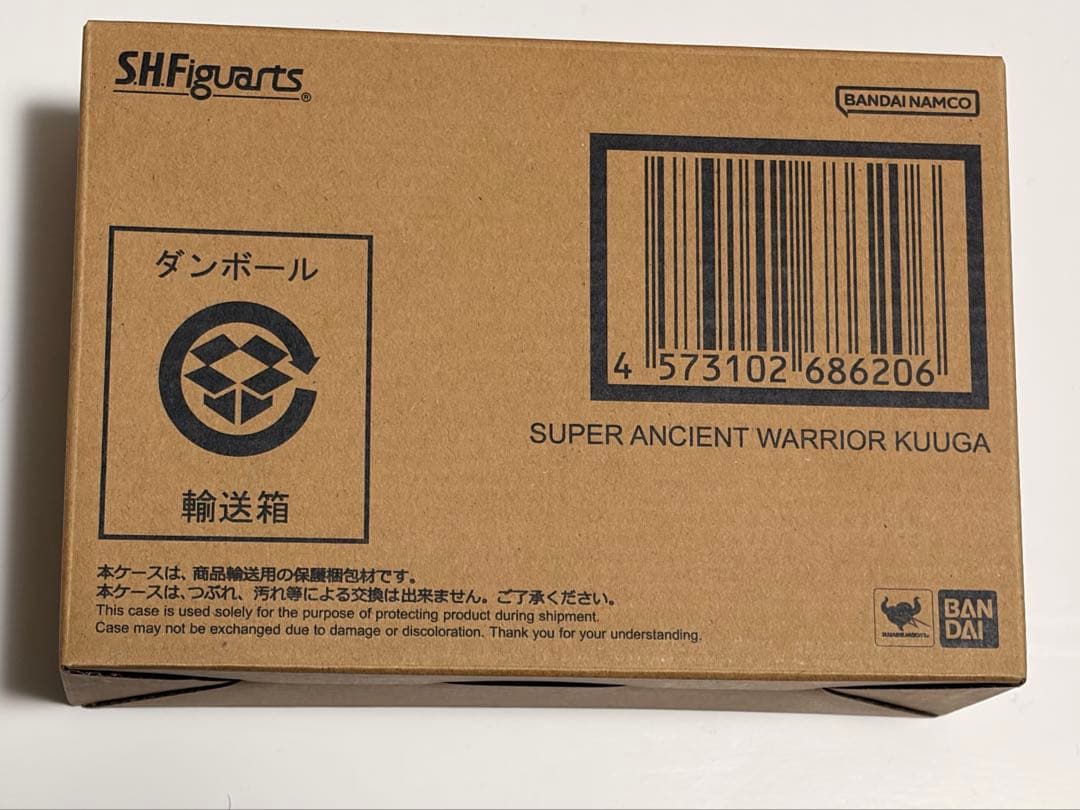 S.H.Figuarts®
BANDAI NAMCO
ダンボール
輸送箱
4 573102 686206
SUPER ANCIENT WARRIOR KUUGA
本ケースは、商品輸送用の保護梱包材です。
本ケースは、つぶれ、汚れ等による交換は出来ません。ご了承ください。
This case is used solely for the purpose of protecting product during shipment.
Case may not be exchanged due to damage or discoloration. Thank you for your understanding.
BAN
DAI